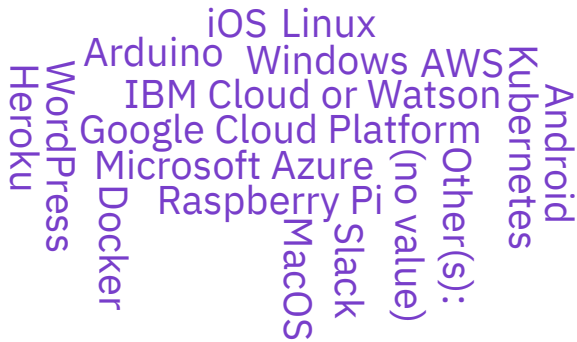 iOS Linux
Arduino
Windows
AWS
IBM Cloud or Watson
Google Cloud Platform
Microsoft Azure
Raspberry Pi
Heroku
WordPress
Docker
MacOS
Slack
(no value)
Other(s):
Kubernetes
Android